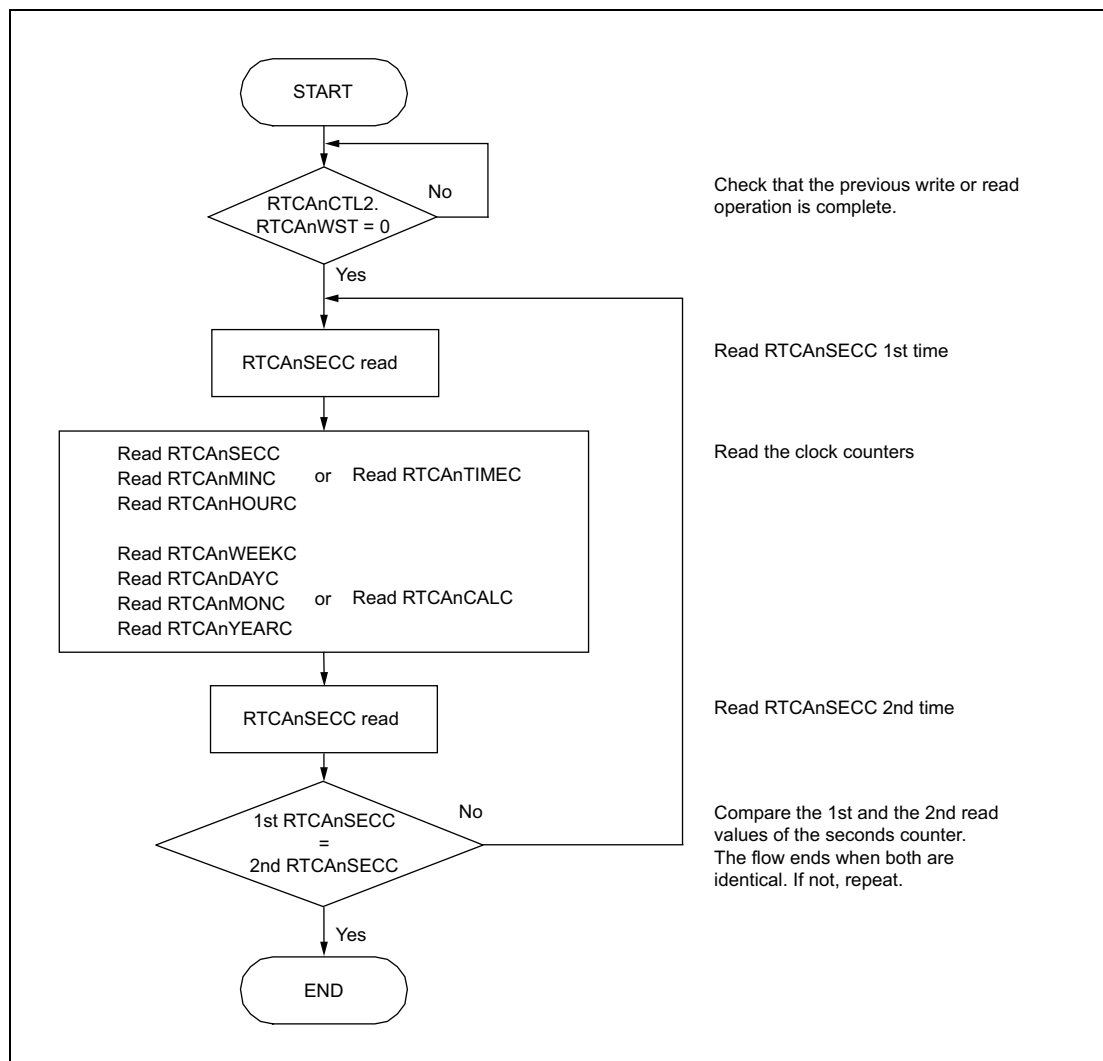 START
No
RTCAnCTL2.
RTCAnWST = 0
Check that the previous write or read
operation is complete.
Yes
RTCAnSECC read
Read RTCAnSECC 1st time
Read RTCAnSECC
Read the clock counters
Read RTCAnMINC or Read RTCAnTIMEC
Read RTCAnHOURC
Read RTCAnWEEKC
Read RTCAnDAYC
Read RTCAnMONC or Read RTCAnCALC
Read RTCAnYEARC
RTCAnSECC read
Read RTCAnSECC 2nd time
No
1st RTCAnSECC
=
2nd RTCAnSECC
Compare the 1st and the 2nd read
values of the seconds counter.
The flow ends when both are
identical. If not, repeat.
Yes
END